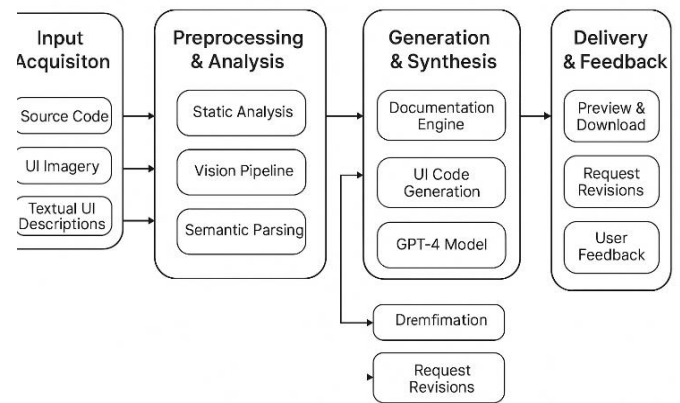 Input
Acquisiton
Source Code
UI Imagery
Textual UI
Descriptions
Preprocessing
& Analysis
Static Analysis
Vision Pipeline
Semantic Parsing
Generation
& Synthesis
Documentation
Engine
UI Code
Generation
GPT-4 Model
Dremfimation
Request
Revisions
Delivery
& Feedback
Preview &
Download
Request
Revisions
User
Feedback